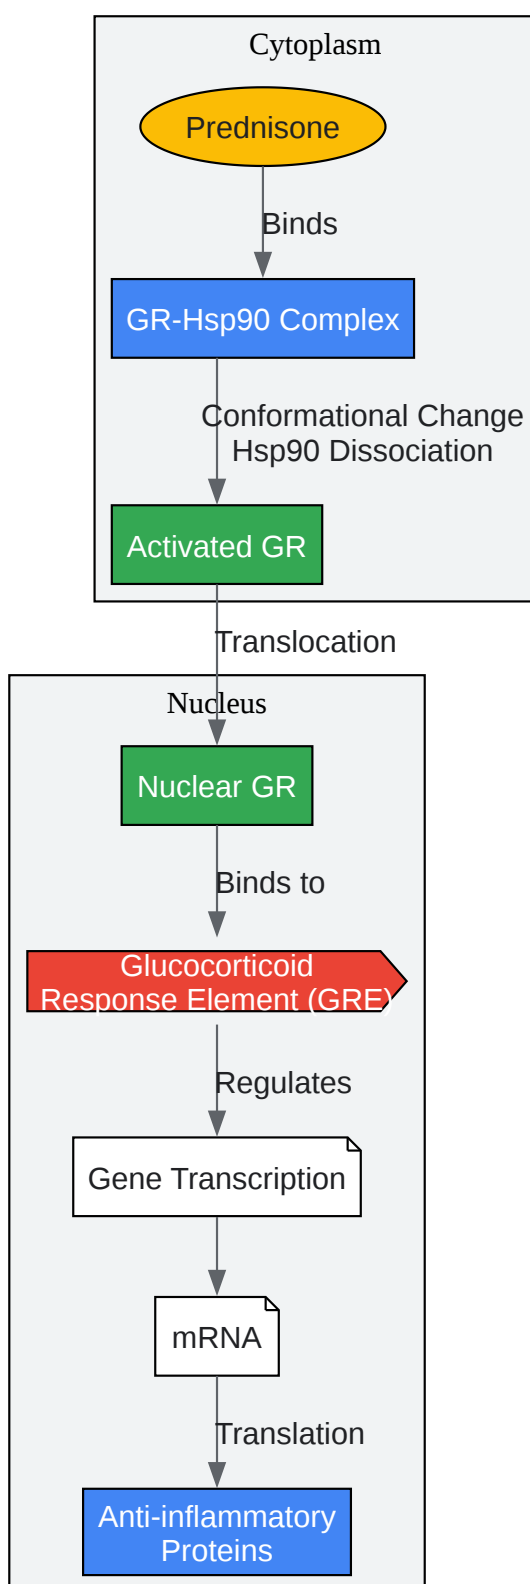 Cytoplasm
Prednisone
Binds
GR-Hsp90 Complex
Conformational Change
Hsp90 Dissociation
Activated GR
Translocation
Nucleus
Nuclear GR
Binds to
Glucocorticoid
Response Element (GRE)
Regulates
Gene Transcription
mRNA
Translation
Anti-inflammatory
Proteins